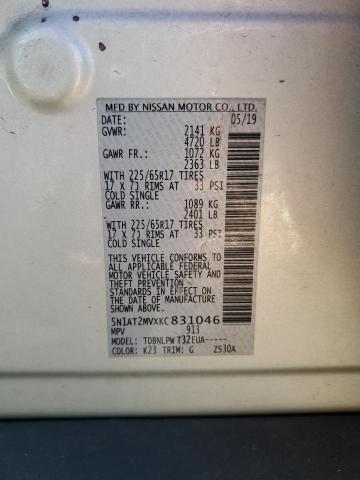 MFD BY NISSAN MOTOR CO., LTD.
DATE: 05/19
GVWR: 2141 KG
4720 LB
GAWR FR.: 1072 KG
2363 LB
WITH 225/65R17 TIRES
17 X 7J RIMS AT 33 PSI
COLD SINGLE
GAWR RR.: 1089 KG
2401 LB
WITH 225/65R17 TIRES
17 X 7J RIMS AT 33 PSI
COLD SINGLE
THIS VEHICLE CONFORMS TO
ALL APPLICABLE FEDERAL
MOTOR VEHICLE SAFETY AND
THEFT PREVENTION
STANDARDS IN EFFECT ON
THE DATE OF MANUFACTURE
SHOWN ABOVE.
5N1AT2MVXKC831046
MPV 913
MODEL: TDBNLPWT32EUA-----
COLOR: K23 TRIM: G ZS30A